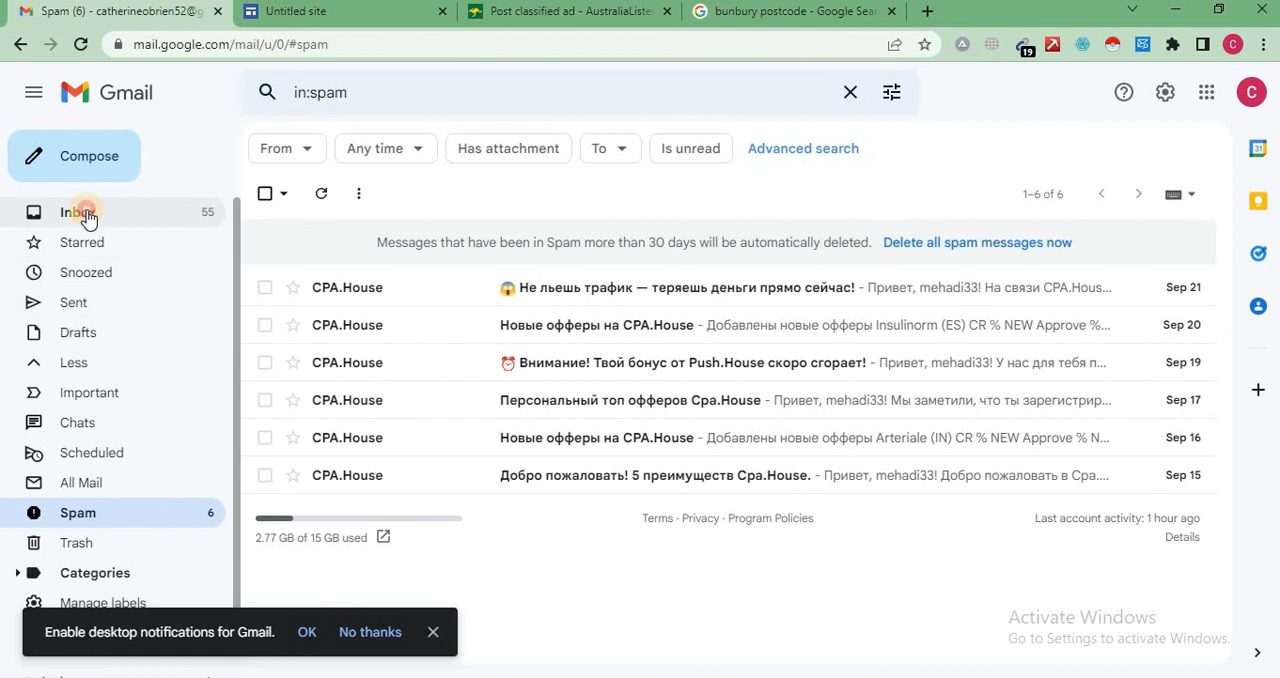 Spam (6) - catherineobrien52@g
Untitled site
Post classified ad - AustraliaListe
bunbury postcode - Google Sear
mail.google.com/mail/u/0/#spam
19
C
Gmail
in:spam
C
Compose
From
Any time
Has attachment
To
Is unread
Advanced search
1–6 of 6
Inbox
55
Starred
Snoozed
Sent
Drafts
Less
Important
Chats
Scheduled
All Mail
Spam
6
Trash
Categories
Manage labels
Messages that have been in Spam more than 30 days will be automatically deleted. Delete all spam messages now
CPA.House 😱 Не льешь трафик — теряешь деньги прямо сейчас! - Привет, mehadi33! На связи CPA.Hous... Sep 21
CPA.House Новые офферы на CPA.House - Добавлены новые офферы Insulinorm (ES) CR % NEW Approve %... Sep 20
CPA.House ⏰ Внимание! Твой бонус от Push.House скоро сгорает! - Привет, mehadi33! У нас для тебя п... Sep 19
CPA.House Персональный топ офферов Cpa.House - Привет, mehadi33! Мы заметили, что ты зарегистрир... Sep 17
CPA.House Новые офферы на CPA.House - Добавлены новые офферы Arteriale (IN) CR % NEW Approve % N... Sep 16
CPA.House Добро пожаловать! 5 преимуществ Cpa.House. - Привет, mehadi33! Добро пожаловать в Cpa.... Sep 15
2.77 GB of 15 GB used
Terms · Privacy · Program Policies
Last account activity: 1 hour ago
Details
31
Enable desktop notifications for Gmail. OK No thanks
Activate Windows
Go to Settings to activate Windows.